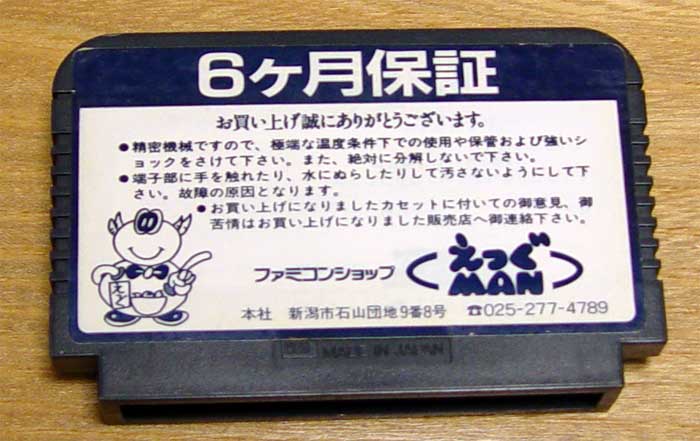 6ヶ月保証
お買い上げ誠にありがとうございます。
●精密機械ですので、極端な温度条件下での使用や保管および強いシ
ョックをさけて下さい。また、絶対に分解しないで下さい。
●端子部に手を触れたり、水にぬらしたりして汚さないようにして下
さい。故障の原因となります。
●お買い上げになりましたカセットに付いての御意見、御
苦情はお買い上げになりました販売店へ御連絡下さい。
ファミコンショップ
えっぐ
MAN
本社 新潟市石山団地9番8号 ☎025-277-4789
MADE IN JAPAN